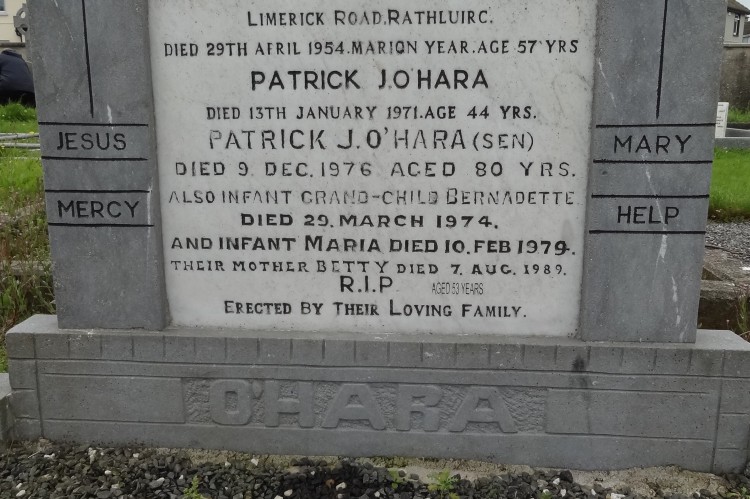 LIMERICK ROAD, RATHLUIRC.
DIED 29TH APRIL 1954. MARION YEAR. AGE 57 YRS
PATRICK J. O'HARA
DIED 13TH JANUARY 1971. AGE 44 YRS.
PATRICK J. O'HARA (SEN)
DIED 9. DEC. 1976 AGED 80 YRS.
ALSO INFANT GRAND-CHILD BERNADETTE
DIED 29. MARCH 1974.
AND INFANT MARIA DIED 10. FEB 1979.
THEIR MOTHER BETTY DIED 7. AUG. 1989.
R.I.P AGED 53 YEARS
ERECTED BY THEIR LOVING FAMILY.
JESUS
MERCY
MARY
HELP
O'HARA